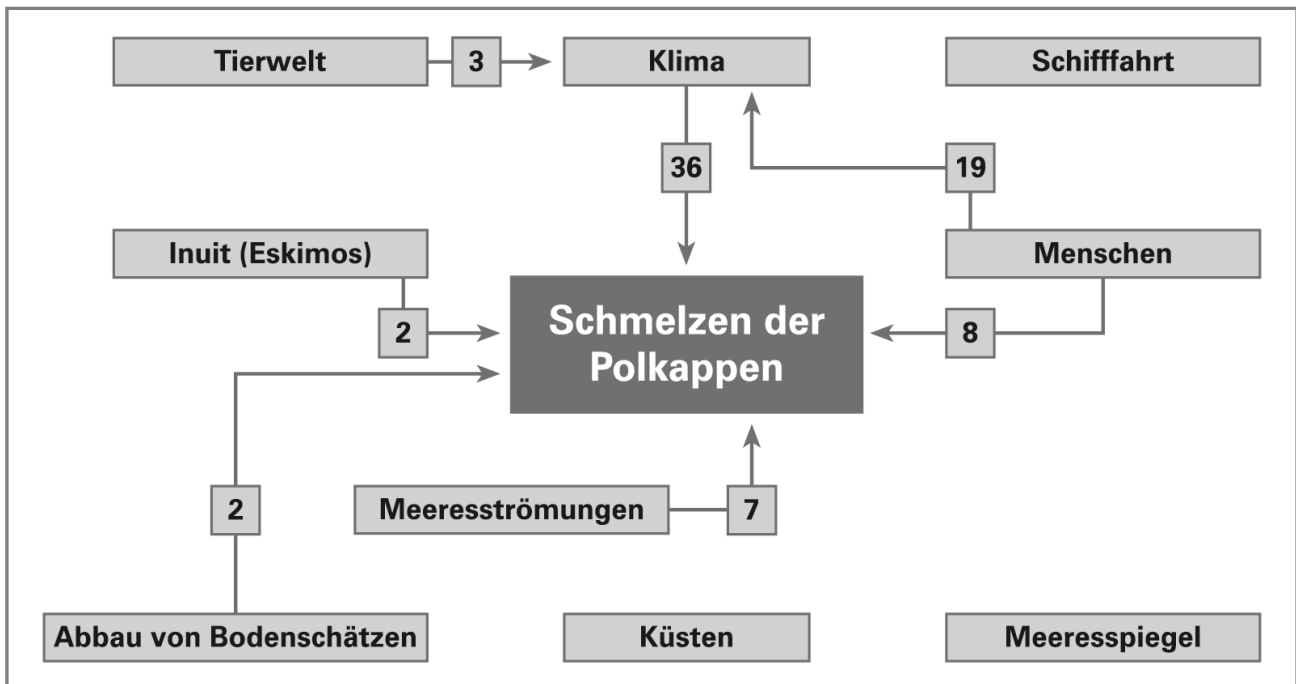 Tierwelt
3
Klima
Schifffahrt
36
19
Inuit (Eskimos)
Menschen
2
Schmelzen der
Polkappen
8
2
Meeresströmungen
7
Abbau von Bodenschätzen
Küsten
Meeresspiegel